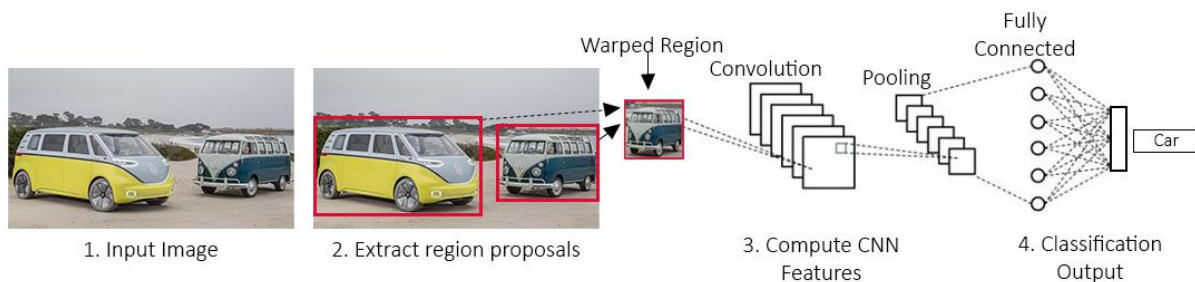 Warped Region
Convolution
Pooling
Fully
Connected
Car
1. Input Image
2. Extract region proposals
3. Compute CNN
Features
4. Classification
Output